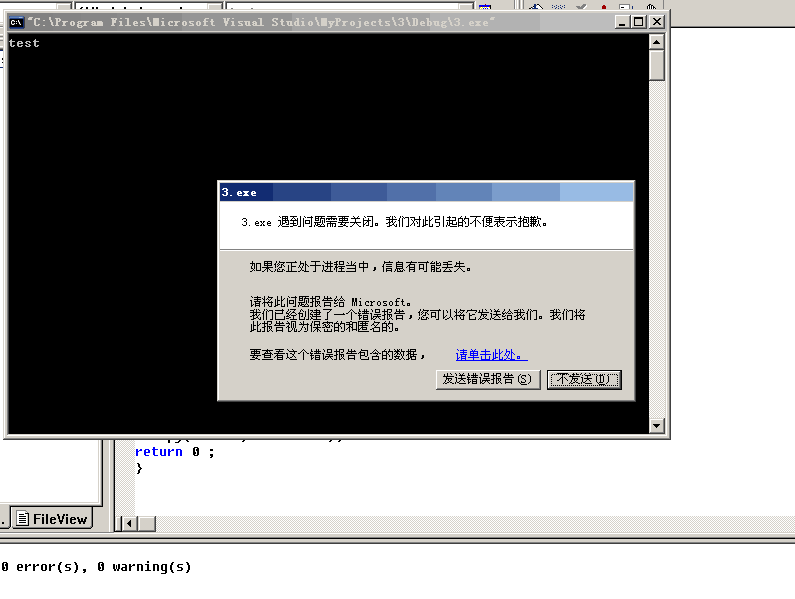 "C:\Program Files\Microsoft Visual Studio\MyProjects\3\Debug\3.exe"
test
3.exe
3.exe 遇到问题需要关闭。我们对此引起的不便表示抱歉。
如果您正处于进程当中，信息有可能丢失。
请将此问题报告给 Microsoft。
我们已经创建了一个错误报告，您可以将它发送给我们。我们将
此报告视为保密的和匿名的。
要查看这个错误报告包含的数据， 请单击此处。
发送错误报告(S) 不发送(D)
return 0 ;
}
FileView
0 error(s), 0 warning(s)